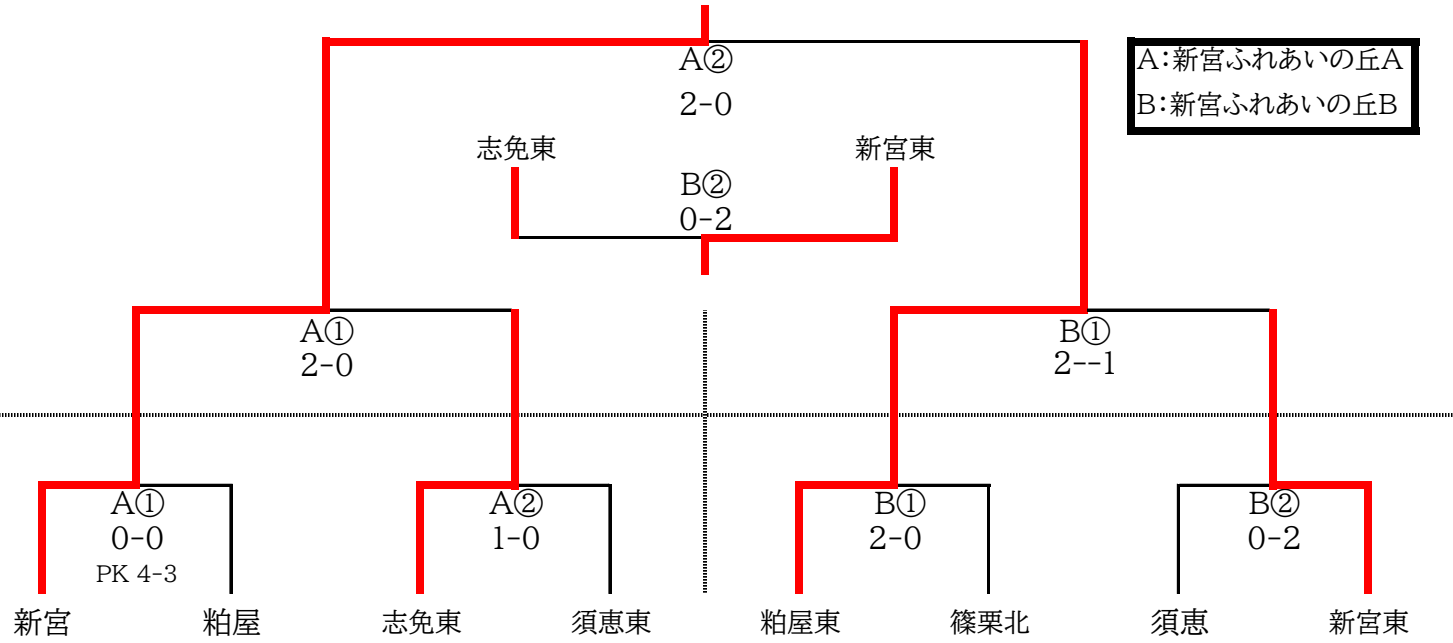 A②
2-0
A:新宮ふれあいの丘A
B:新宮ふれあいの丘B
志免東
新宮東
B②
0-2
A①
2-0
B①
2--1
A①
0-0
PK 4-3
A②
1-0
B①
2-0
B②
0-2
新宮
粕屋
志免東
須恵東
粕屋東
篠栗北
須恵
新宮東